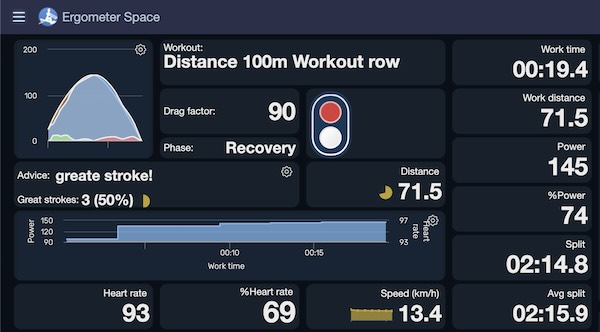 Ergometer Space
200
100
0
Workout:
Distance 100m Workout row
Drag factor: 90
Phase: Recovery
Advice: greate stroke!
Great strokes: 3 (50%)
Distance
71.5
Power
150
120
90
00:10
00:15
Work time
97
93
Heart rate
Heart rate
93
%Heart rate
69
Speed (km/h)
13.4
Work time
00:19.4
Work distance
71.5
Power
145
%Power
74
Split
02:14.8
Avg split
02:15.9